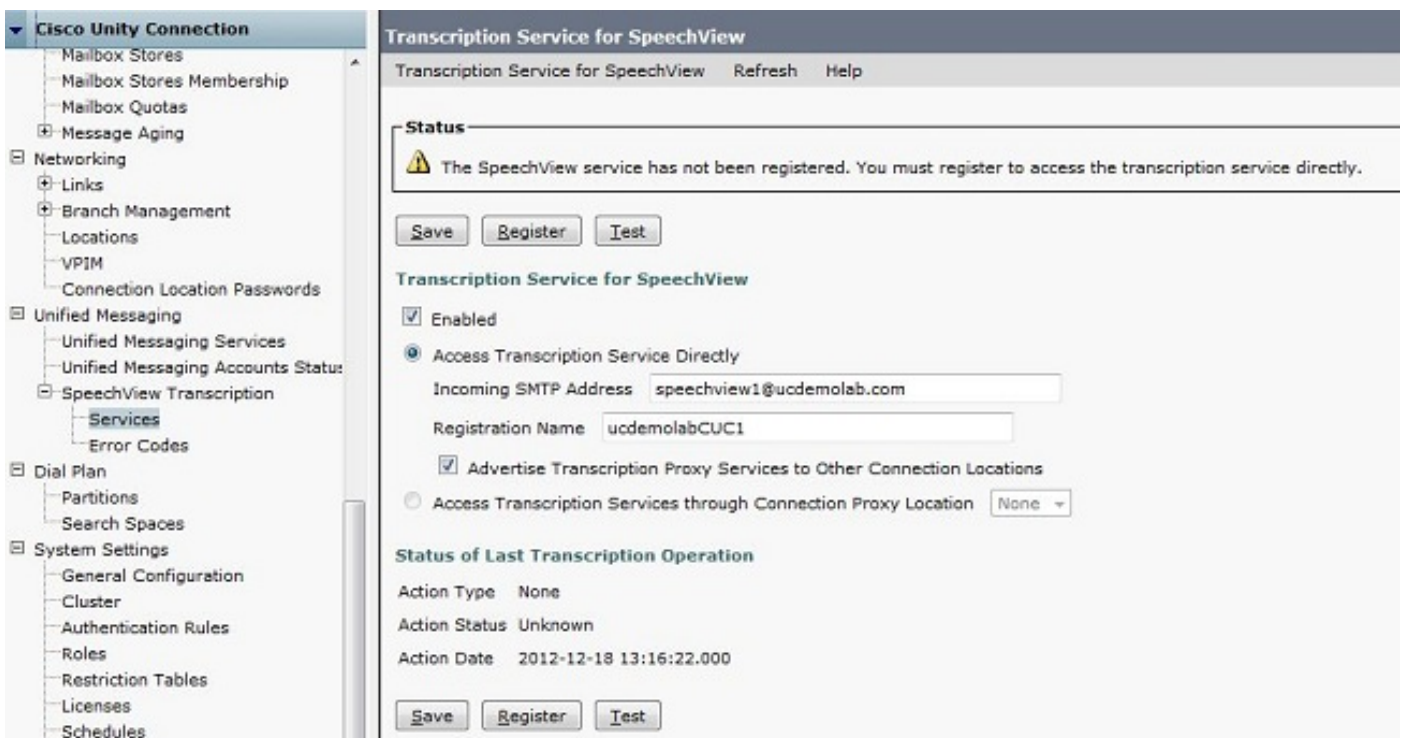 Cisco Unity Connection
Mailbox Stores
Mailbox Stores Membership
Mailbox Quotas
Message Aging
Networking
Links
Branch Management
Locations
VPIM
Connection Location Passwords
Unified Messaging
Unified Messaging Services
Unified Messaging Accounts Status
SpeechView Transcription
Services
Error Codes
Dial Plan
Partitions
Search Spaces
System Settings
General Configuration
Cluster
Authentication Rules
Roles
Restriction Tables
Licenses
Schedules
Transcription Service for SpeechView
Transcription Service for SpeechView Refresh Help
Status
The SpeechView service has not been registered. You must register to access the transcription service directly.
Save Register Test
Transcription Service for SpeechView
Enabled
Access Transcription Service Directly
Incoming SMTP Address speechview1@ucdemolab.com
Registration Name ucdemolabCUC1
Advertise Transcription Proxy Services to Other Connection Locations
Access Transcription Services through Connection Proxy Location None
Status of Last Transcription Operation
Action Type None
Action Status Unknown
Action Date 2012-12-18 13:16:22.000
Save Register Test